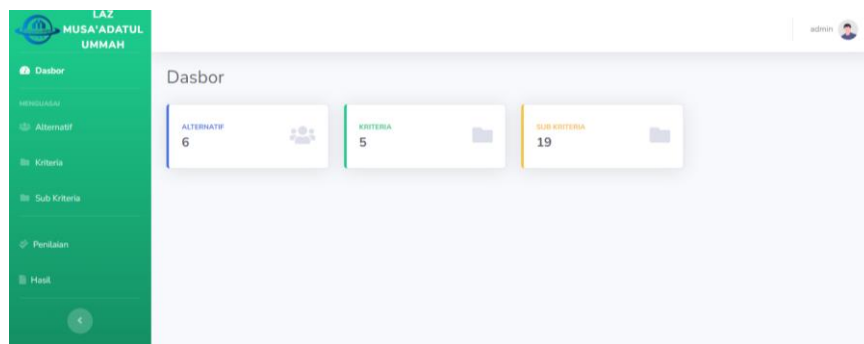 LAZ
MUSA'ADATUL
UMMAH
admin
Dasbor
MENGUASAI
Alternatif
Kriteria
Sub Kriteria
Penilaian
Hasil
Dasbor
ALTERNATIF
6
KRITERIA
5
SUB KRITERIA
19